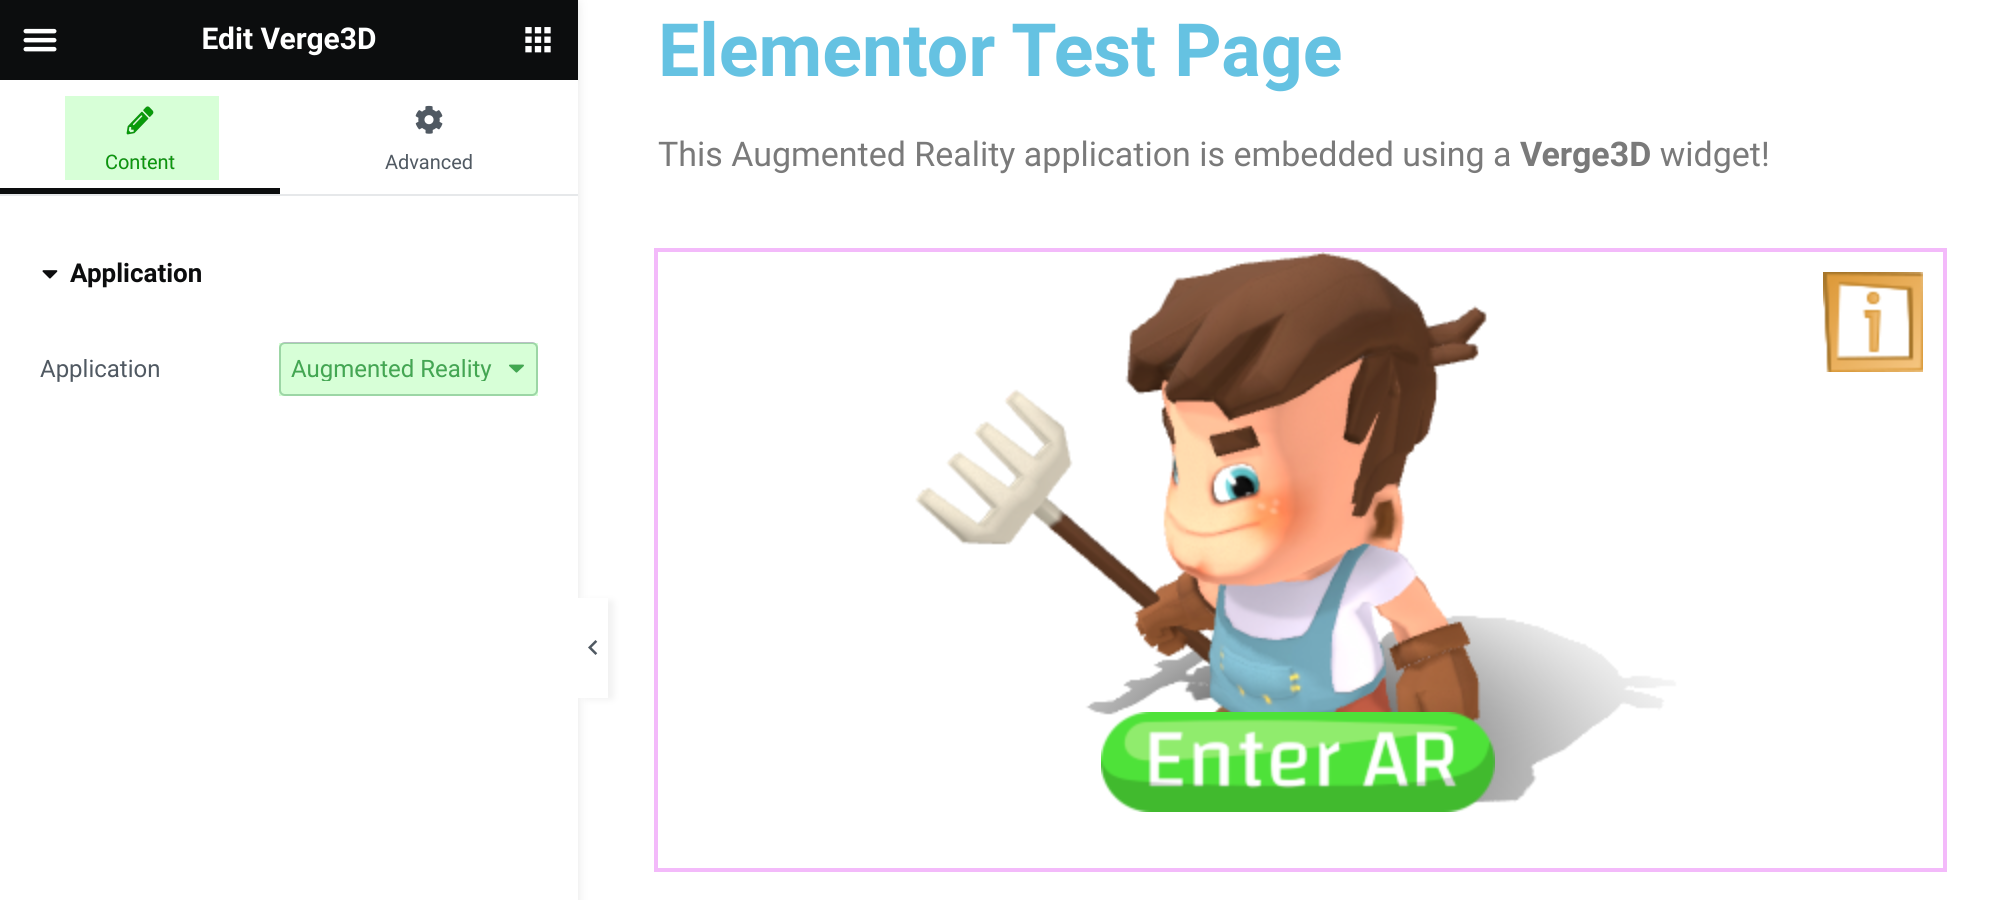 Edit Verge3D
Content
Advanced
Application
Application
Augmented Reality
Elementor Test Page
This Augmented Reality application is embedded using a Verge3D widget!
i
Enter AR